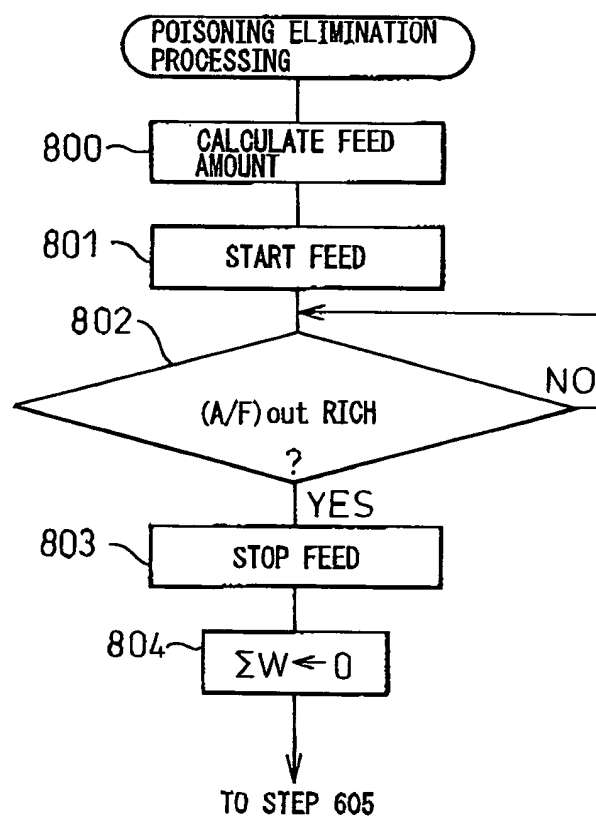 POISONING ELIMINATION
PROCESSING
800
CALCULATE FEED
AMOUNT
801
START FEED
802
NO
(A/F)out RICH
?
YES
803
STOP FEED
804
ΣW←0
TO STEP 605